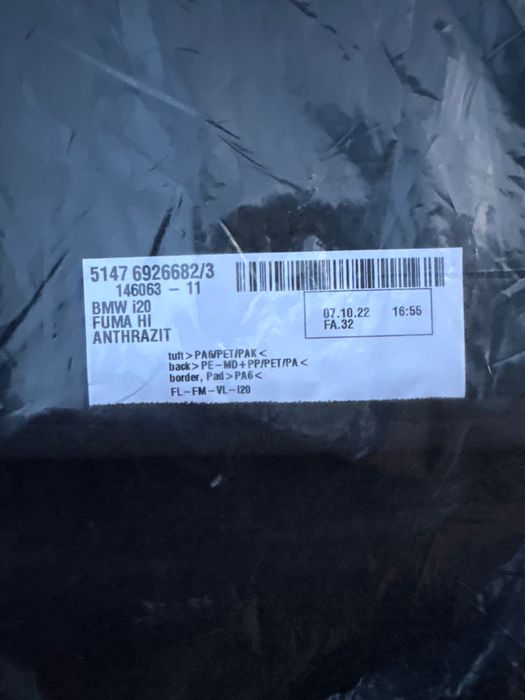 5147 6926682/3
146063 - 11
BMW i20
FUMA HI
ANTHRAZIT
07.10.22 16:55
FA.32
tuft>PA6/PET/PAK<
back>PE-MD+PP/PET/PA<
border, Pad>PA6<
FL-FM-VL-I20